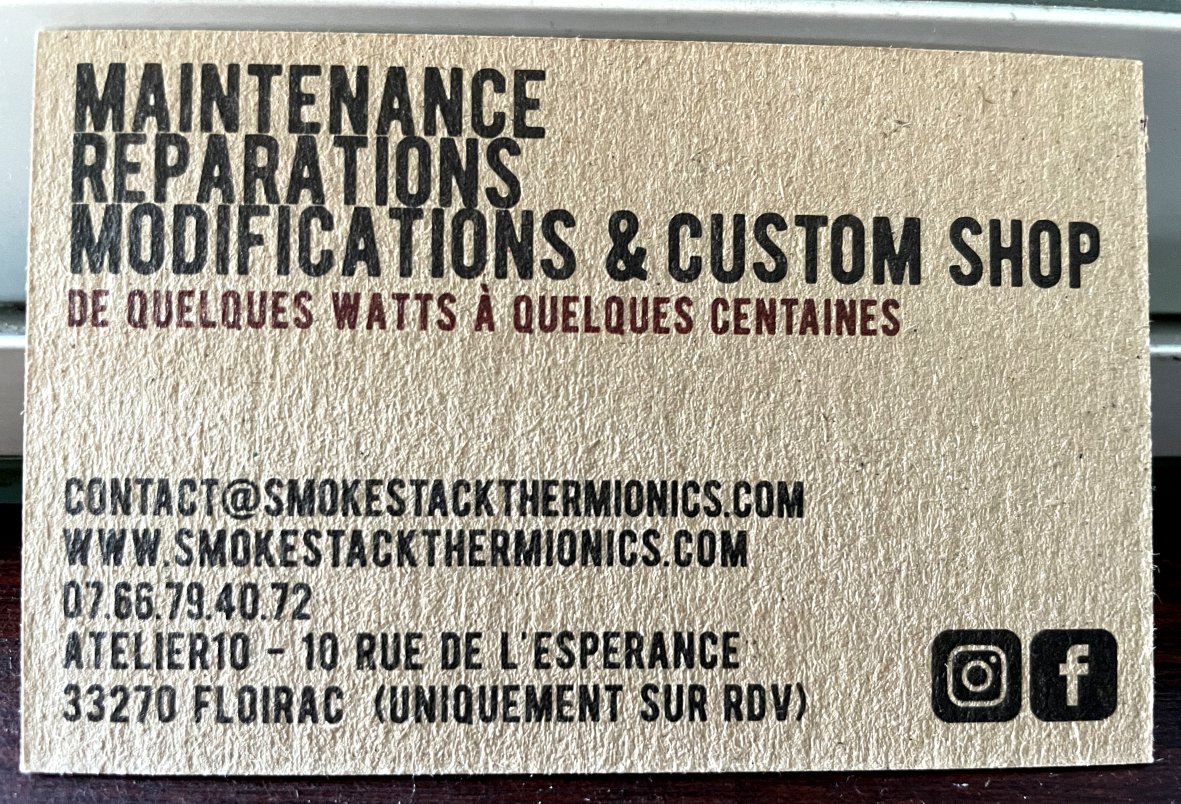 MAINTENANCE
REPARATIONS
MODIFICATIONS & CUSTOM SHOP
DE QUELQUES WATTS À QUELQUES CENTAINES
CONTACT@SMOKESTACKTHERMIONICS.COM
WWW.SMOKESTACKTHERMIONICS.COM
07.66.79.40.72
ATELIER10 - 10 RUE DE L'ESPERANCE
33270 FLOIRAC (UNIQUEMENT SUR RDV)